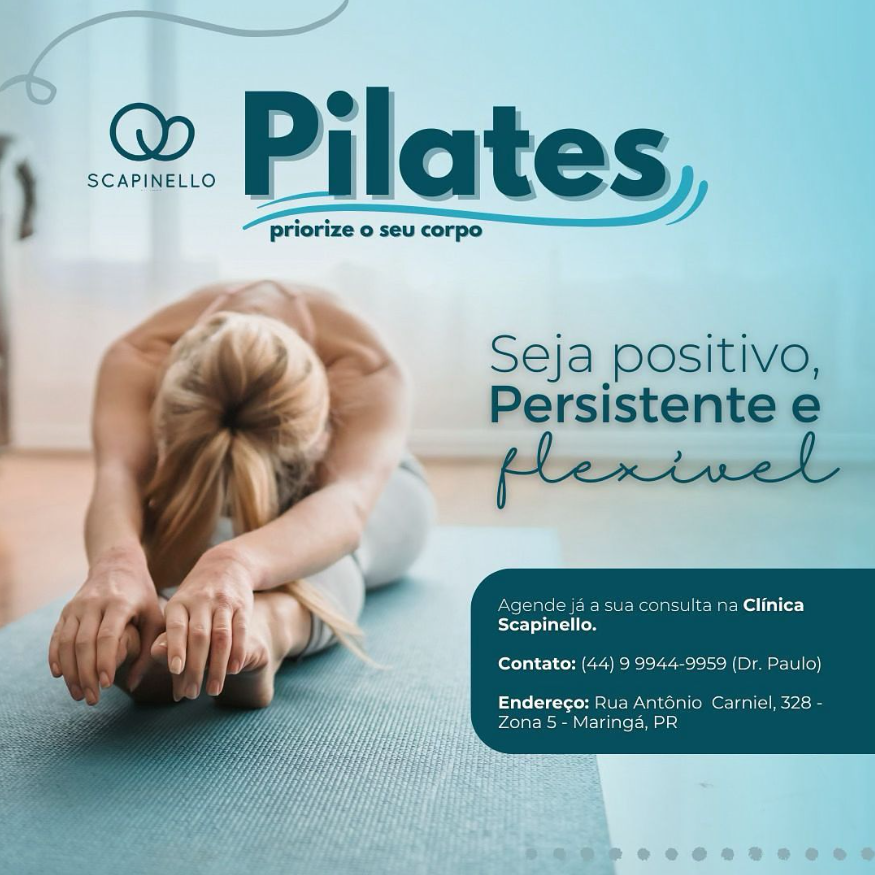 SCAPINELLO
Pilates
priorize o seu corpo
Seja positivo,
Persistente e
flexível
Agende já a sua consulta na Clínica
Scapinello.
Contato: (44) 9 9944-9959 (Dr. Paulo)
Endereço: Rua Antônio Carniel, 328 -
Zona 5 - Maringá, PR